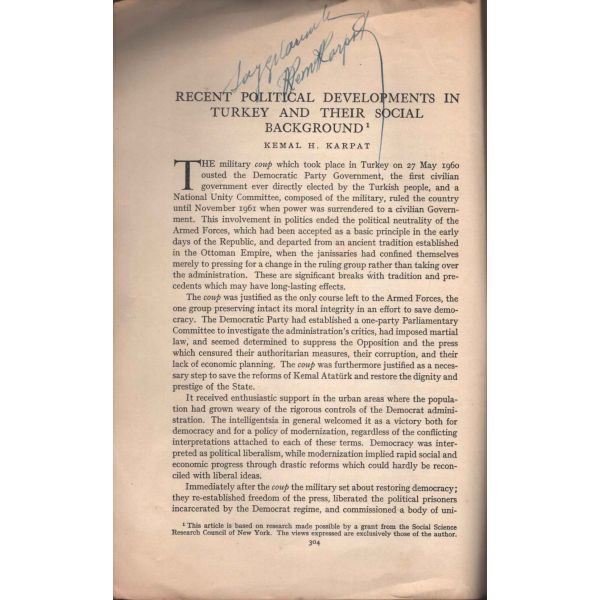 Saygılarımla
Kemal Karpat
RECENT POLITICAL DEVELOPMENTS IN
TURKEY AND THEIR SOCIAL
BACKGROUND¹
KEMAL H. KARPAT
THE military coup which took place in Turkey on 27 May 1960
ousted the Democratic Party Government, the first civilian
government ever directly elected by the Turkish people, and a
National Unity Committee, composed of the military, ruled the country
until November 1961 when power was surrendered to a civilian Govern-
ment. This involvement in politics ended the political neutrality of the
Armed Forces, which had been accepted as a basic principle in the early
days of the Republic, and departed from an ancient tradition established
in the Ottoman Empire, when the janissaries had confined themselves
merely to pressing for a change in the ruling group rather than taking over
the administration. These are significant breaks with tradition and pre-
cedents which may have long-lasting effects.
The coup was justified as the only course left to the Armed Forces, the
one group preserving intact its moral integrity in an effort to save demo-
cracy. The Democratic Party had established a one-party Parliamentary
Committee to investigate the administration's critics, had imposed martial
law, and seemed determined to suppress the Opposition and the press
which censured their authoritarian measures, their corruption, and their
lack of economic planning. The coup was furthermore justified as a neces-
sary step to save the reforms of Kemal Atatürk and restore the dignity and
prestige of the State.
It received enthusiastic support in the urban areas where the popula-
tion had grown weary of the rigorous controls of the Democrat admini-
stration. The intelligentsia in general welcomed it as a victory both for
democracy and for a policy of modernization, regardless of the conflicting
interpretations attached to each of these terms. Democracy was inter-
preted as political liberalism, while modernization implied rapid social and
economic progress through drastic reforms which could hardly be recon-
ciled with liberal ideas.
Immediately after the coup the military set about restoring democracy;
they re-established freedom of the press, liberated the political prisoners
incarcerated by the Democrat regime, and commissioned a body of uni-
¹ This article is based on research made possible by a grant from the Social Science
Research Council of New York. The views expressed are exclusively those of the author.
304